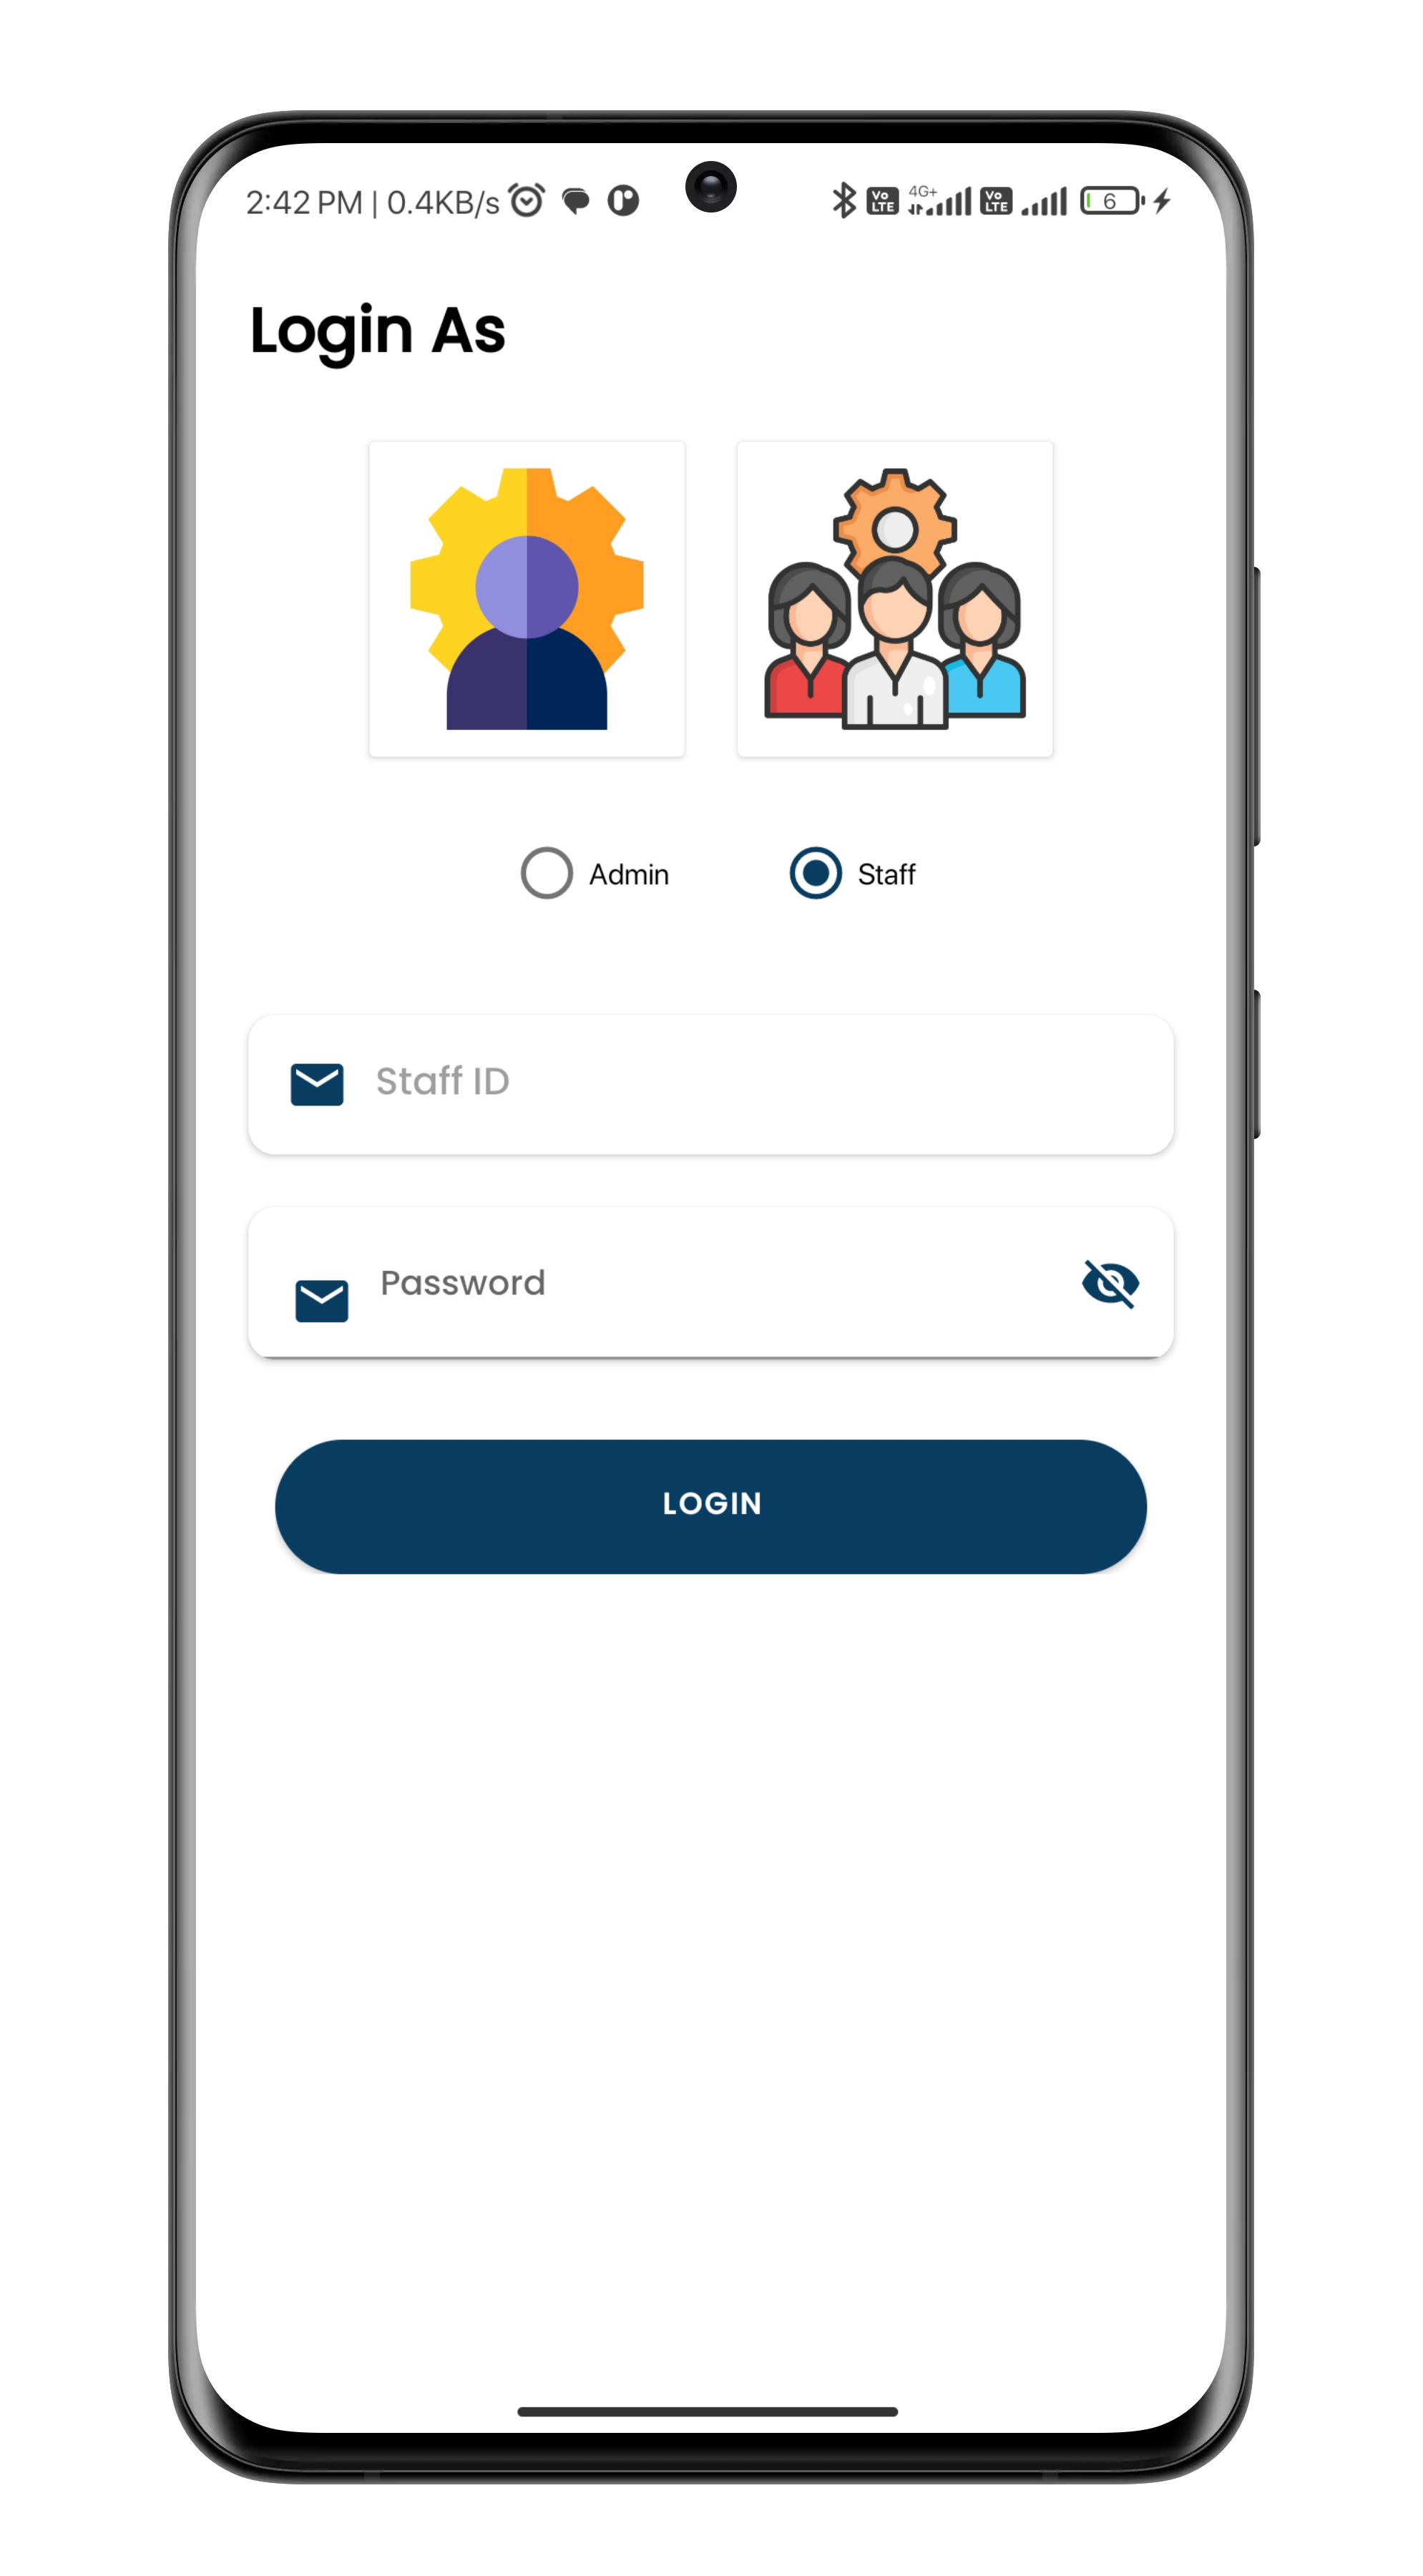 2:42 PM | 0.4KB/s Vo LTE 4G+ Vo LTE 6
Login As
Admin Staff
Staff ID
Password
LOGIN